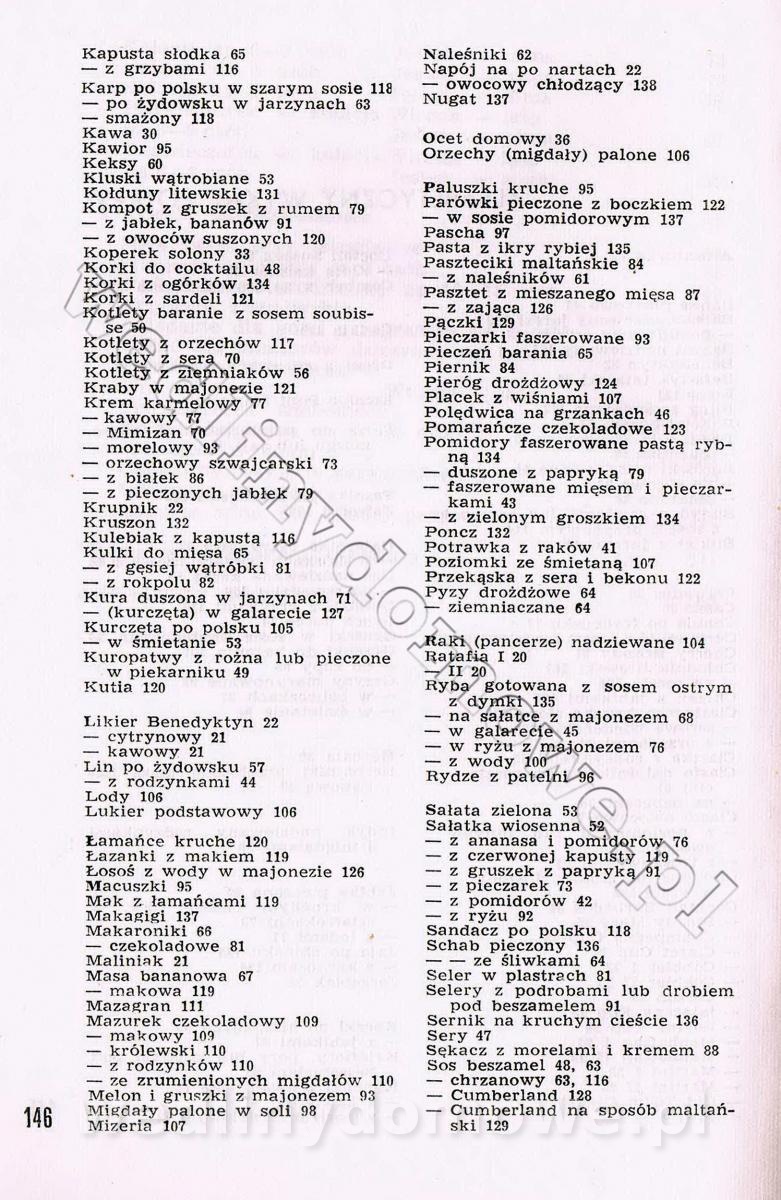 Kapusta słodka 65
— z grzybami 116
Karp po polsku w szarym sosie 118
— po żydowsku w jarzynach 63
— smażony 118
Kawa 30
Kawior 95
Keksy 60
Kluski wątrobiane 53
Kołduny litewskie 131
Kompot z gruszek z rumem 79
— z jabłek, bananów 91
— z owoców suszonych 120
Koperek solony 33
Korki do cocktailu 48
Korki z ogórków 134
Korki z sardeli 121
Kotlety baranie z sosem soubis-
se 50
Kotlety z orzechów 117
Kotlety z sera 70
Kotlety z ziemniaków 56
Kraby w majonezie 121
Krem karmelowy 77
— kawowy 77
— Mimizan 70
— morelowy 93
— orzechowy szwajcarski 73
— z białek 86
— z pieczonych jabłek 79
Krupnik 22
Kruszon 132
Kulebiak z kapustą 116
Kulki do mięsa 65
— z gęsiej wątróbki 81
— z rokpolu 82
Kura duszona w jarzynach 71
— (kurczęta) w galarecie 127
Kurczęta po polsku 105
— w śmietanie 53
Kuropatwy z rożna lub pieczone
w piekarniku 49
Kutia 120
Likier Benedyktyn 22
— cytrynowy 21
— kawowy 21
Lin po żydowsku 57
— z rodzynkami 44
Lody 106
Lukier podstawowy 106
Łamańce kruche 120
Łazanki z makiem 119
Łosoś z wody w majonezie 126
Macuszki 95
Mak z łamańcami 119
Makagigi 137
Makaroniki 66
— czekoladowe 81
Maliniak 21
Masa bananowa 67
— makowa 119
Mazagran 111
Mazurek czekoladowy 109
— makowy 109
— królewski 110
— z rodzynków 110
— ze zrumienionych migdałów 110
Melon i gruszki z majonezem 93
Migdały palone w soli 98
Mizeria 107
146
Naleśniki 62
Napój na po nartach 22
— owocowy chłodzący 138
Nugat 137
Ocet domowy 36
Orzechy (migdały) palone 106
Paluszki kruche 95
Parówki pieczone z boczkiem 122
— w sosie pomidorowym 137
Pascha 97
Pasta z ikry rybiej 135
Paszteciki maltańskie 84
— z naleśników 61
Pasztet z mieszanego mięsa 87
— z zająca 126
Pączki 129
Pieczarki faszerowane 93
Pieczeń barania 65
Piernik 84
Pieróg drożdżowy 124
Placek z wiśniami 107
Polędwica na grzankach 46
Pomarańcze czekoladowe 123
Pomidory faszerowane pastą ryb-
ną 134
— duszone z papryką 79
— faszerowane mięsem i pieczar-
kami 43
— z zielonym groszkiem 134
Poncz 132
Potrawka z raków 41
Poziomki ze śmietaną 107
Przekąska z sera i bekonu 122
Pyzy drożdżowe 64
— ziemniaczane 64
Raki (pancerze) nadziewane 104
Ratafia I 20
— II 20
Ryba gotowana z sosem ostrym
z dymki 135
— na sałatce z majonezem 68
— w galarecie 45
— w ryżu z majonezem 76
— z wody 100
Rydze z patelni 96
Sałata zielona 53
Sałatka wiosenna 52
— z ananasa i pomidorów 76
— z czerwonej kapusty 119
— z gruszek z papryką 91
— z pieczarek 73
— z pomidorów 42
— z ryżu 92
Sandacz po polsku 118
Schab pieczony 136
— — ze śliwkami 64
Seler w plastrach 81
Selery z podrobami lub drobiem
pod beszamelem 91
Sernik na kruchym cieście 136
Sery 47
Sękacz z morelami i kremem 88
Sos beszamel 48, 63
— chrzanowy 63, 116
— Cumberland 128
— Cumberland na sposób maltań-
ski 129
wedlinydomowe.pl
wedlinydomowe.pl